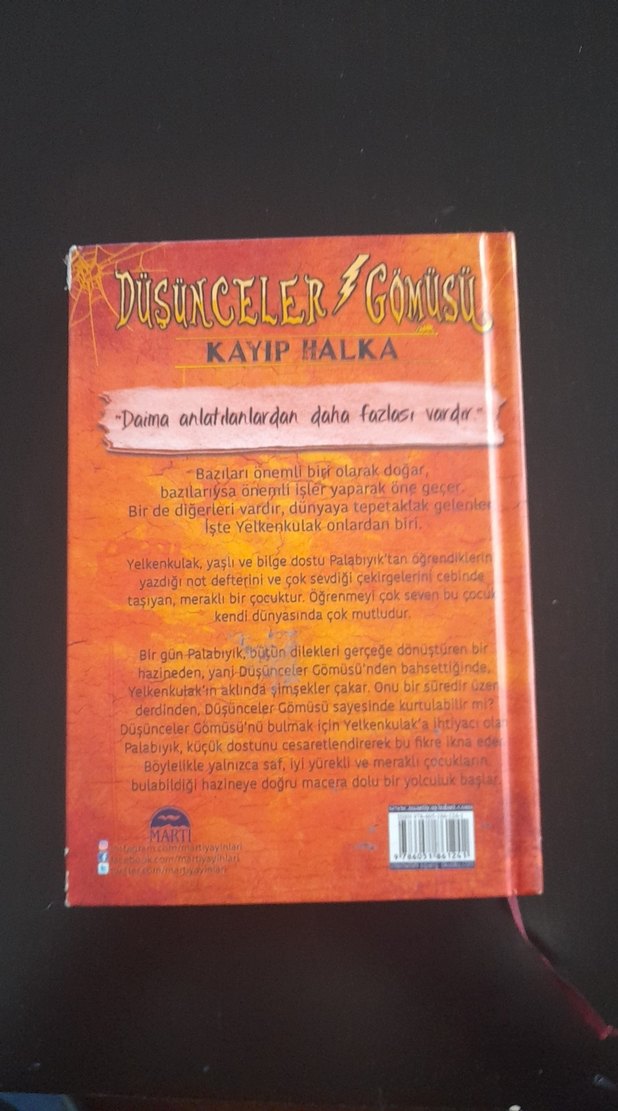 DÜŞÜNCELER GÖMÜSÜ
KAYIP HALKA
"Daima anlatılanlardan daha fazlası vardır."
Bazıları önemli biri olarak doğar,
bazılarıysa önemli işler yaparak öne geçer.
Bir de diğerleri vardır, dünyaya tepetaklak gelenler
İşte Yelkenkulak onlardan biri.
Yelkenkulak, yaşlı ve bilge dostu Palabıyık'tan öğrendiklerin
yazdığı not defterini ve çok sevdiği çekirgelerini cebinde
taşıyan, meraklı bir çocuktur. Öğrenmeyi çok seven bu çocuk
kendi dünyasında çok mutludur.
Bir gün Palabıyık, bütün dilekleri gerçeğe dönüştüren bir
hazineden, yani Düşünceler Gömüsü'nden bahsettiğinde,
Yelkenkulak'ın aklında şimşekler çakar. Onu bir süredir üzen
derdinden, Düşünceler Gömüsü sayesinde kurtulabilir mi?
Düşünceler Gömüsü'nü bulmak için Yelkenkulak'a ihtiyacı olan
Palabıyık, küçük dostunu cesaretlendirerek bu fikre ikna eder
Böylelikle yalnızca saf, iyi yürekli ve meraklı çocukların
bulabildiği hazineye doğru macera dolu bir yolculuk başlar.
MARTI
instagram.com/martiyayinlari
facebook.com/martiyayinlari
twitter.com/martiyayinlari
9 786051 861241